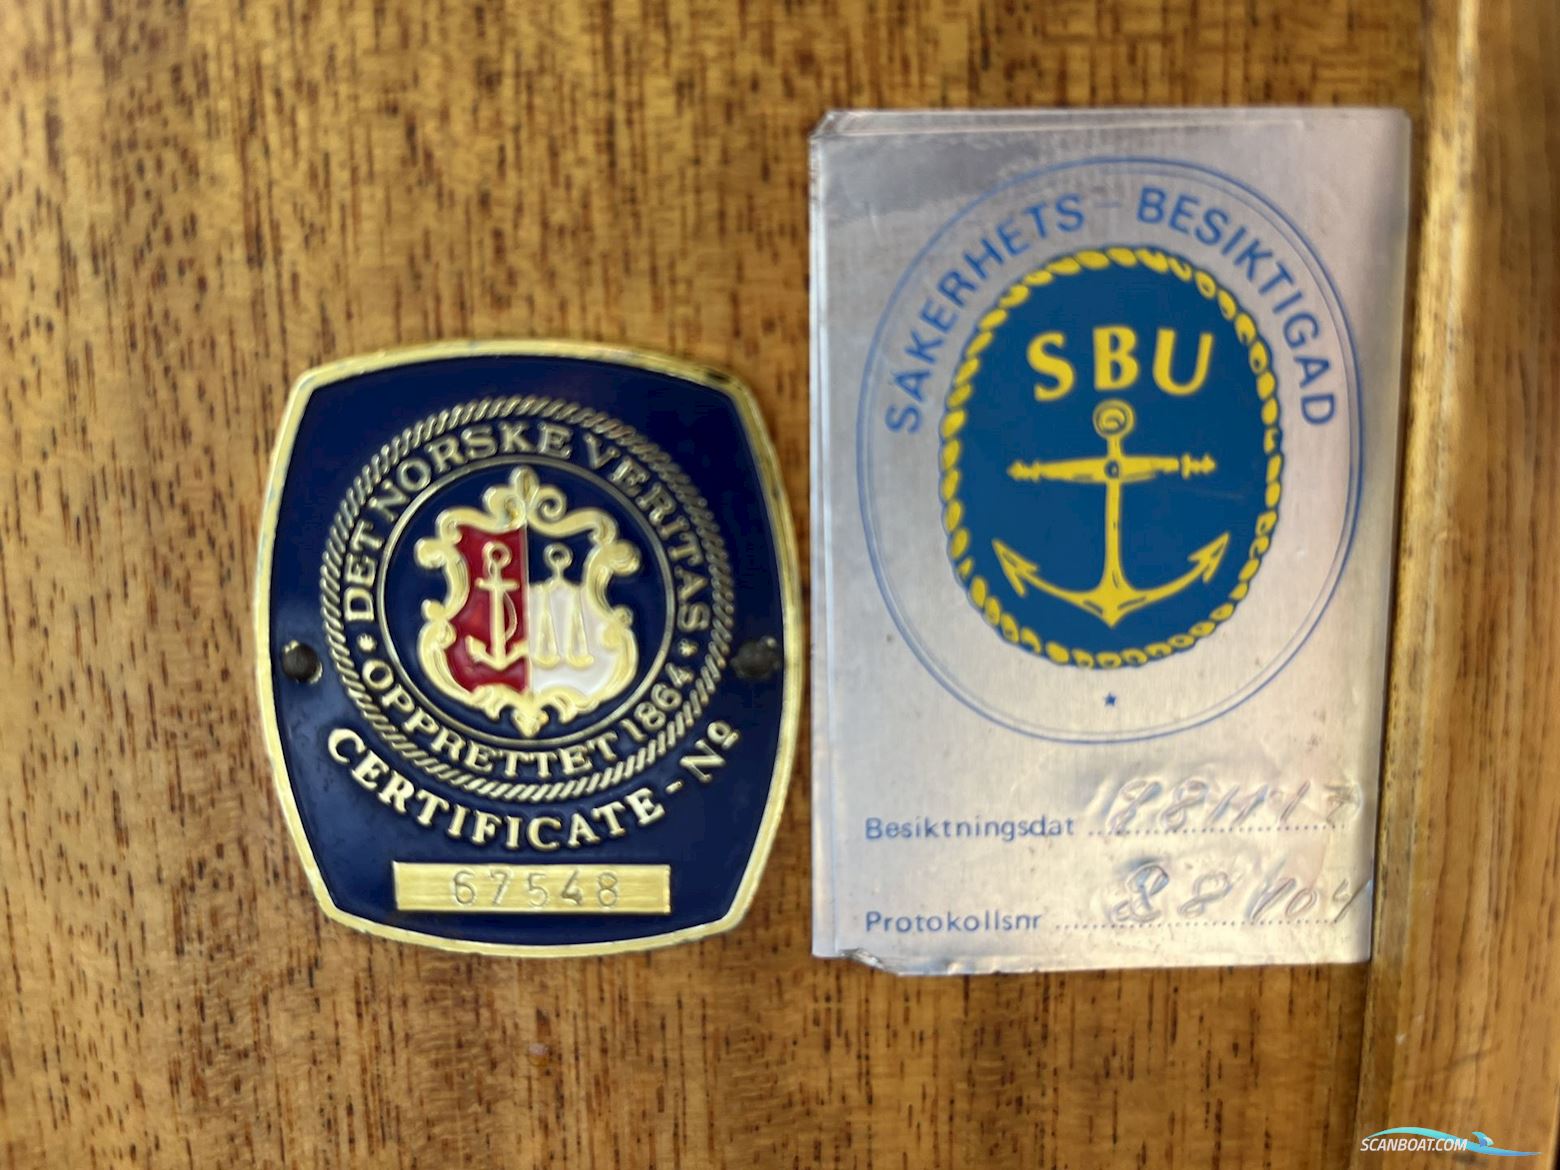 DET NORSKE VERITAS
OPPRETTET 1864
CERTIFICATE - Nº
67548
SÄKERHETS - BESIKTIGAD
SBU
Besiktningsdat
Protokollsnr
SCANBOAT.COM